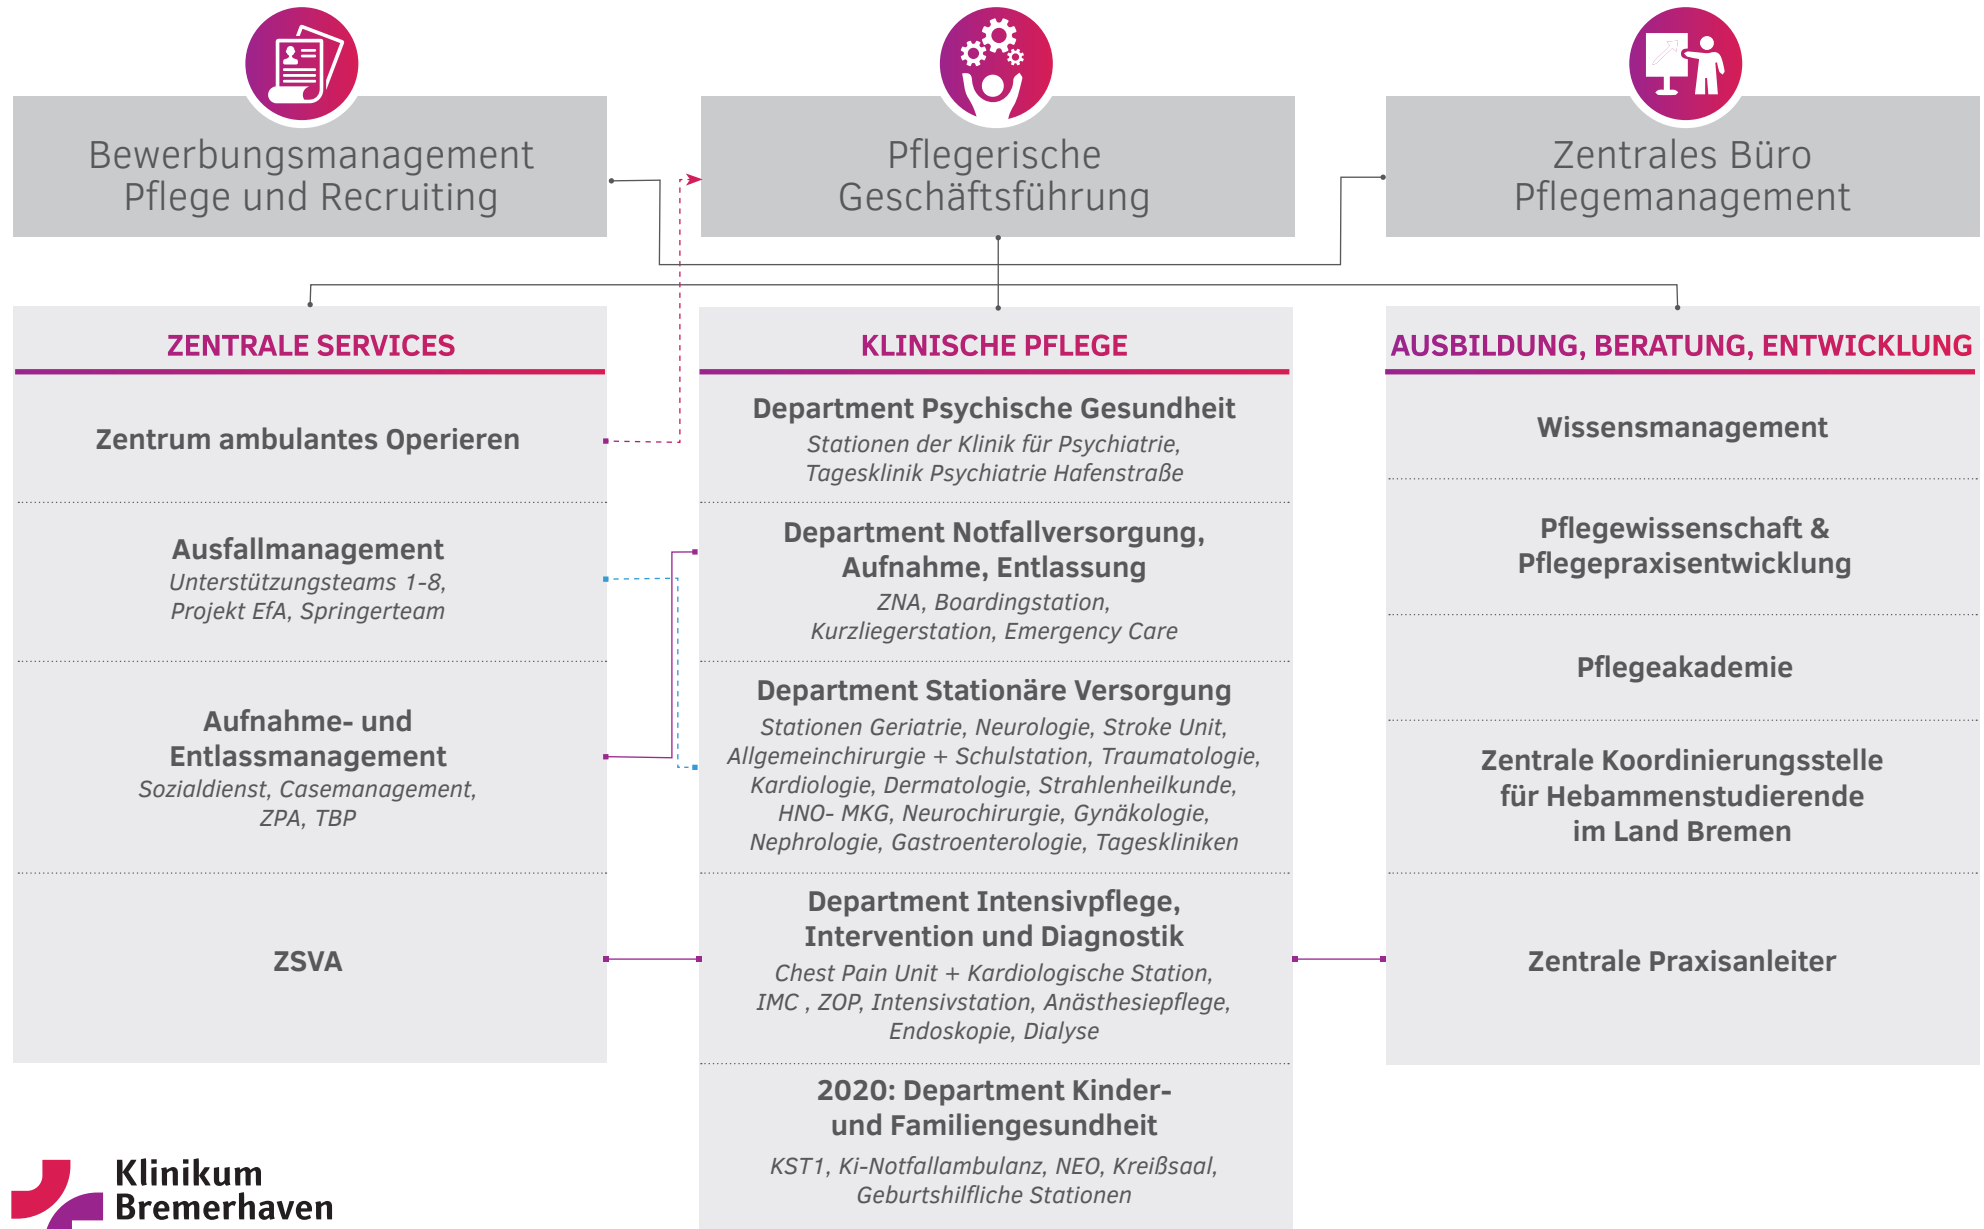 Bewerbungsmanagement
Pflege und Recruiting
Pflegerische
Geschäftsführung
Zentrales Büro
Pflegemanagement
ZENTRALE SERVICES
Zentrum ambulantes Operieren
Ausfallmanagement
Unterstützungsteams 1-8,
Projekt EfA, Springerteam
Aufnahme- und
Entlassmanagement
Sozialdienst, Casemanagement,
ZPA, TBP
ZSVA
KLINISCHE PFLEGE
Department Psychische Gesundheit
Stationen der Klinik für Psychiatrie,
Tagesklinik Psychiatrie Hafenstraße
Department Notfallversorgung,
Aufnahme, Entlassung
ZNA, Boardingstation,
Kurzliegerstation, Emergency Care
Department Stationäre Versorgung
Stationen Geriatrie, Neurologie, Stroke Unit,
Allgemeinchirurgie + Schulstation, Traumatologie,
Kardiologie, Dermatologie, Strahlenheilkunde,
HNO- MKG, Neurochirurgie, Gynäkologie,
Nephrologie, Gastroenterologie, Tageskliniken
Department Intensivpflege,
Intervention und Diagnostik
Chest Pain Unit + Kardiologische Station,
IMC , ZOP, Intensivstation, Anästhesiepflege,
Endoskopie, Dialyse
2020: Department Kinder-
und Familiengesundheit
KST1, Ki-Notfallambulanz, NEO, Kreißsaal,
Geburtshilfliche Stationen
AUSBILDUNG, BERATUNG, ENTWICKLUNG
Wissensmanagement
Pflegewissenschaft &
Pflegepraxisentwicklung
Pflegeakademie
Zentrale Koordinierungsstelle
für Hebammenstudierende
im Land Bremen
Zentrale Praxisanleiter
Klinikum
Bremerhaven